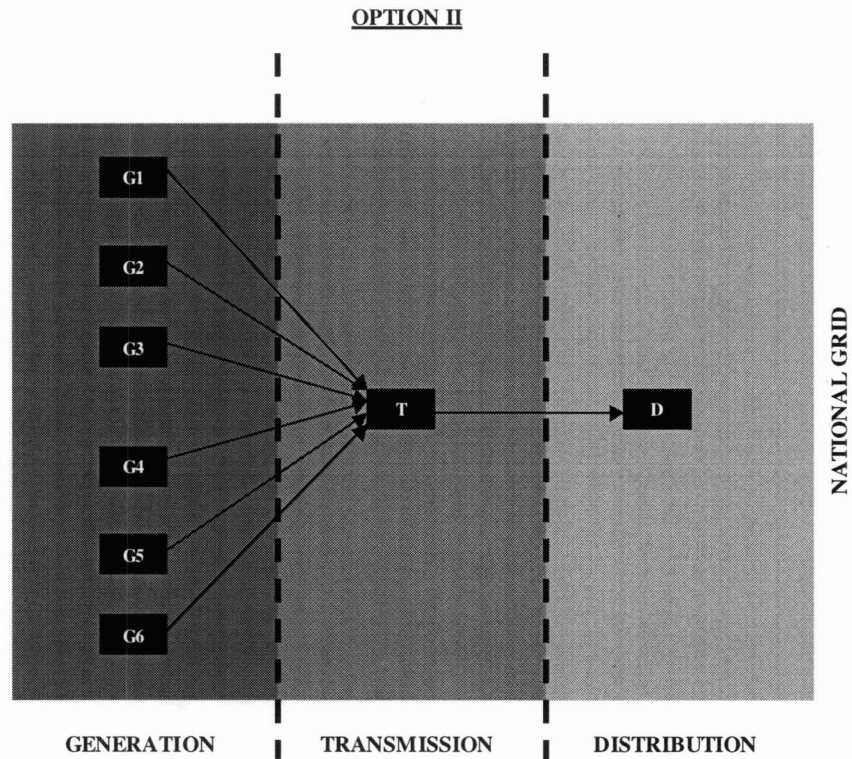 OPTION II
G1
G2
G3
T
D
G4
G5
G6
NATIONAL GRID
GENERATION
TRANSMISSION
DISTRIBUTION